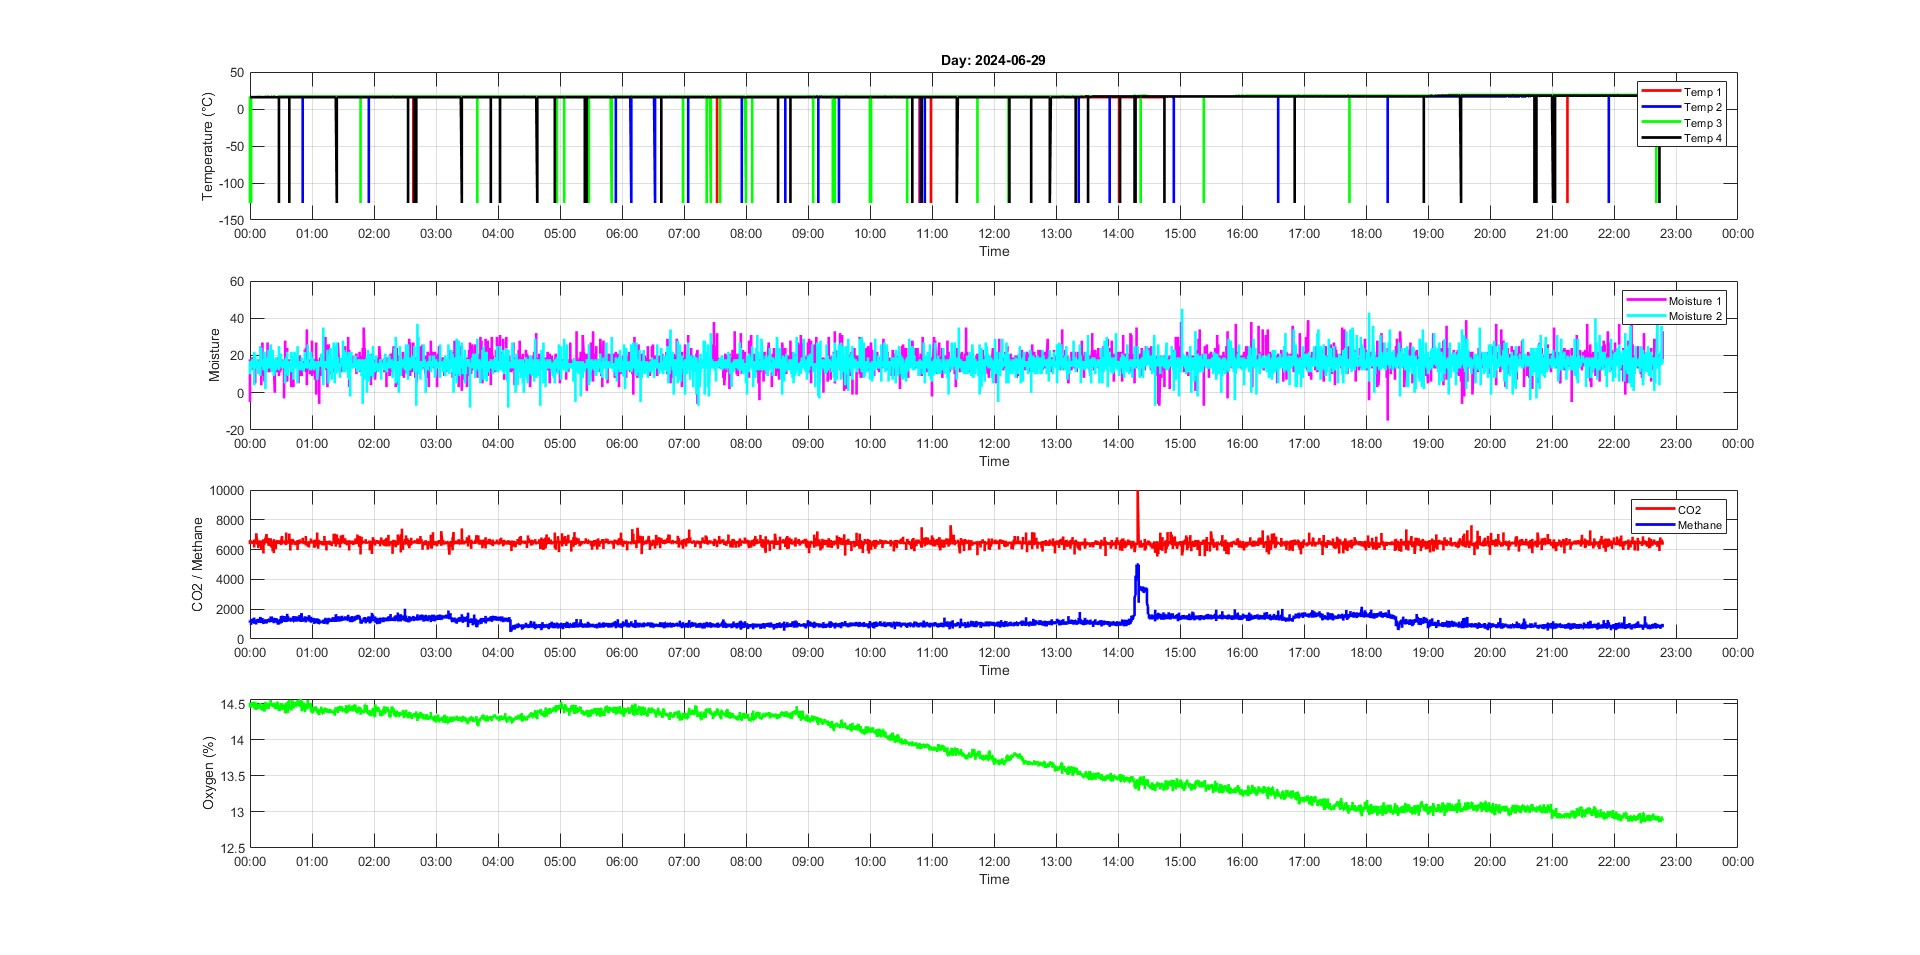 Day: 2024-06-29
50
0
-50
-100
-150
Temperature (°C)
Temp 1
Temp 2
Temp 3
Temp 4
00:00 01:00 02:00 03:00 04:00 05:00 06:00 07:00 08:00 09:00 10:00 11:00 12:00 13:00 14:00 15:00 16:00 17:00 18:00 19:00 20:00 21:00 22:00 23:00 00:00
Time
60
40
20
0
-20
Moisture
Moisture 1
Moisture 2
00:00 01:00 02:00 03:00 04:00 05:00 06:00 07:00 08:00 09:00 10:00 11:00 12:00 13:00 14:00 15:00 16:00 17:00 18:00 19:00 20:00 21:00 22:00 23:00 00:00
Time
10000
8000
6000
4000
2000
0
CO2 / Methane
CO2
Methane
00:00 01:00 02:00 03:00 04:00 05:00 06:00 07:00 08:00 09:00 10:00 11:00 12:00 13:00 14:00 15:00 16:00 17:00 18:00 19:00 20:00 21:00 22:00 23:00 00:00
Time
14.5
14
13.5
13
12.5
Oxygen (%)
00:00 01:00 02:00 03:00 04:00 05:00 06:00 07:00 08:00 09:00 10:00 11:00 12:00 13:00 14:00 15:00 16:00 17:00 18:00 19:00 20:00 21:00 22:00 23:00 00:00
Time